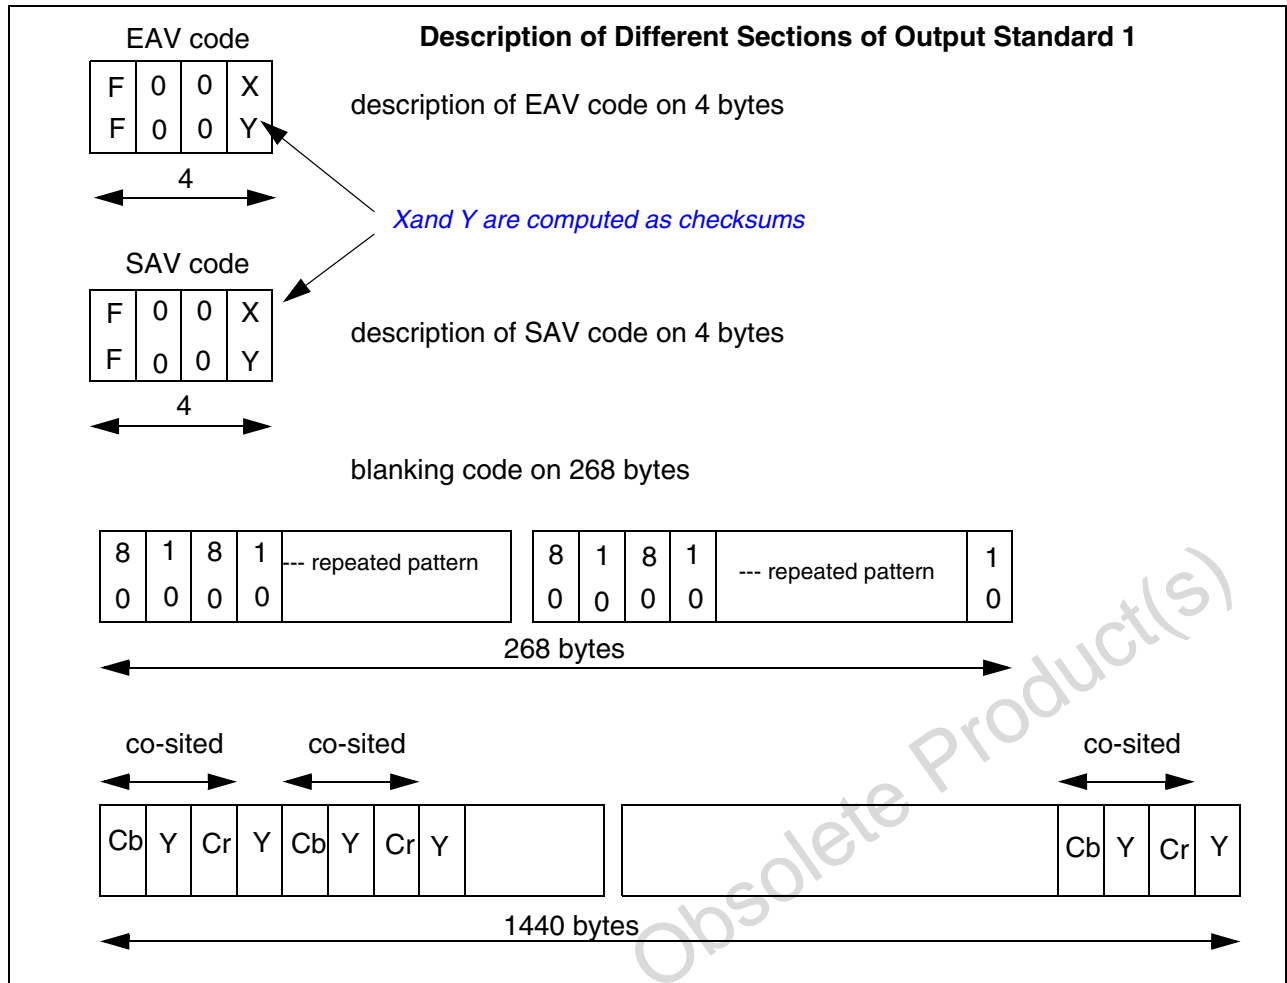 EAV code
Description of Different Sections of Output Standard 1
F 0 0 X
F 0 0 Y
description of EAV code on 4 bytes
4
Xand Y are computed as checksums
SAV code
F 0 0 X
F 0 0 Y
description of SAV code on 4 bytes
4
blanking code on 268 bytes
8 1 8 1 --- repeated pattern 8 1 8 1 --- repeated pattern 1
0 0 0 0 0 0 0 0 0
268 bytes
co-sited co-sited co-sited
Cb Y Cr Y Cb Y Cr Y Cb Y Cr Y
1440 bytes
Obsolete Product(s)